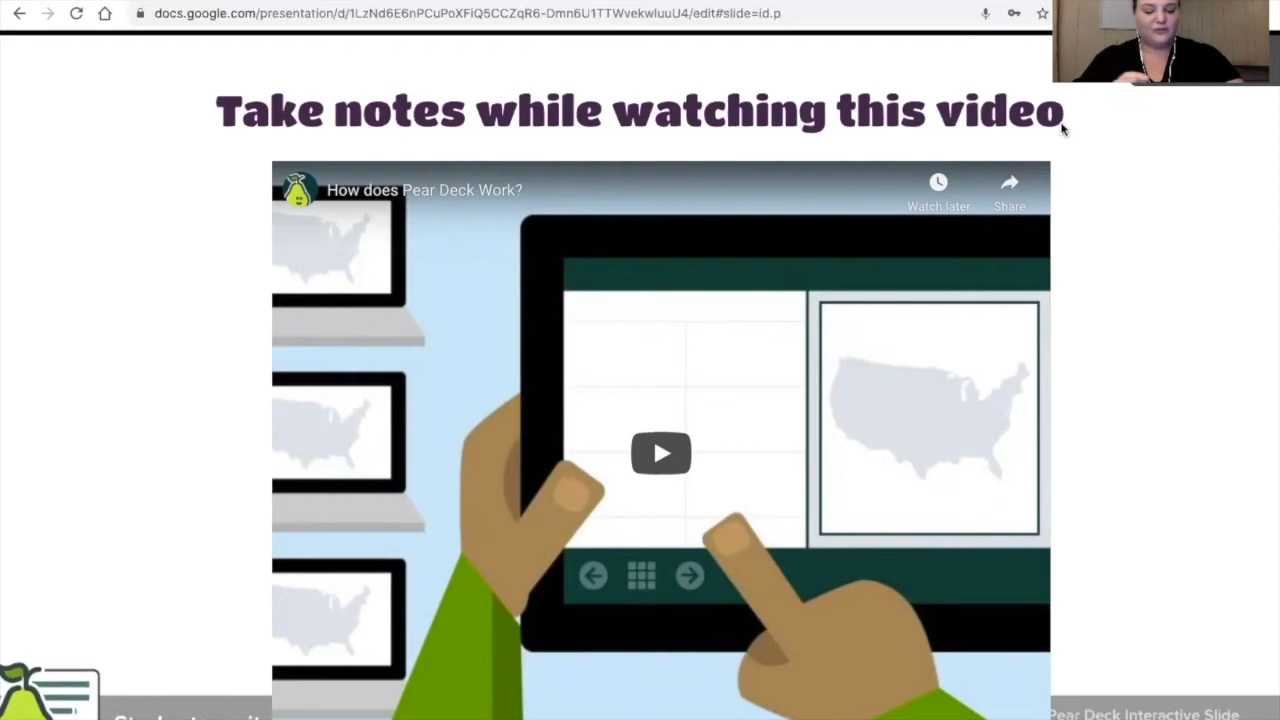 docs.google.com/presentation/d/1LzNd6E6nPCuPoXFiQ5CCZqR6-Dmn6U1TTWvekwluuU4/edit#slide=id.p
Take notes while watching this video
How does Pear Deck Work?
Watch later
Share
Pear Deck Interactive Slide